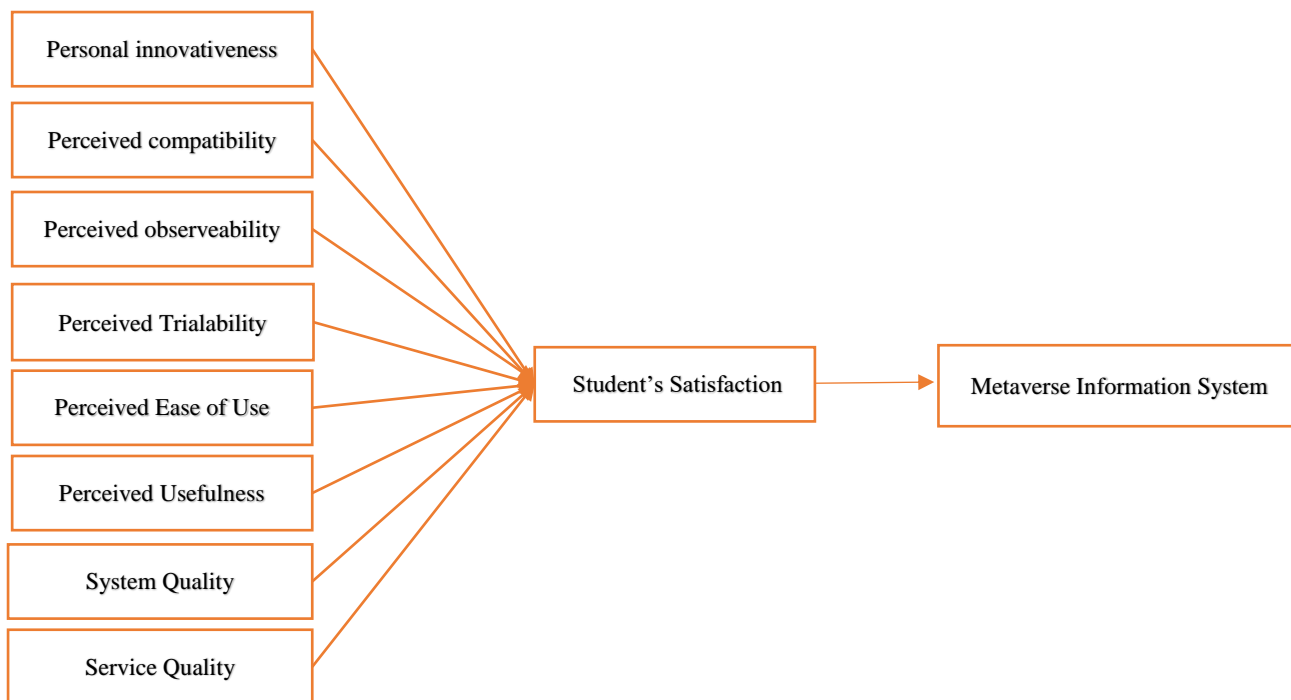 Personal innovativeness
Perceived compatibility
Perceived observeability
Perceived Trialability
Perceived Ease of Use
Perceived Usefulness
System Quality
Service Quality
Student’s Satisfaction
Metaverse Information System